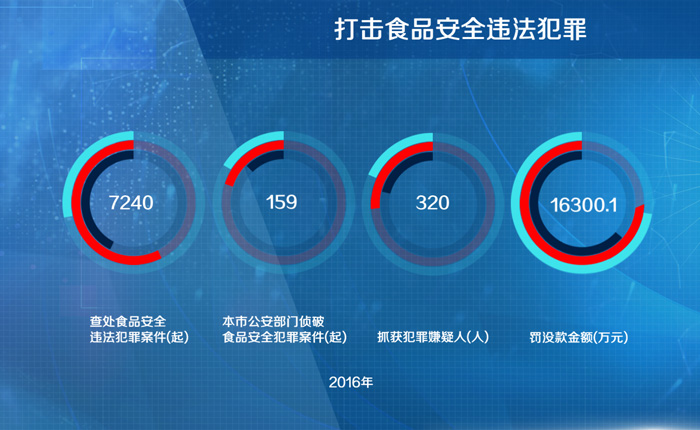 打击食品安全违法犯罪
7240
159
320
16300.1
查处食品安全
违法犯罪案件(起)
本市公安部门侦破
食品安全犯罪案件(起)
抓获犯罪嫌疑人(人)
罚没款金额(万元)
2016年